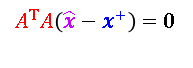 AᵀA(x̂ − x⁺) = 0